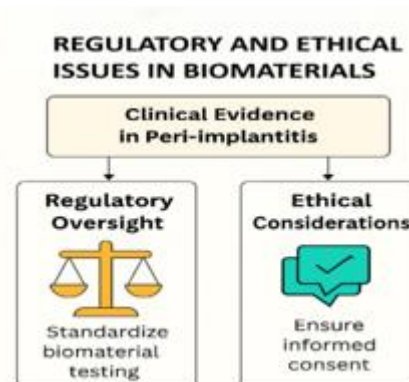 REGULATORY AND ETHICAL
ISSUES IN BIOMATERIALS
Clinical Evidence
in Peri-implantitis
Regulatory
Oversight
Standardize
biomaterial
testing
Ethical
Considerations
Ensure
informed
consent